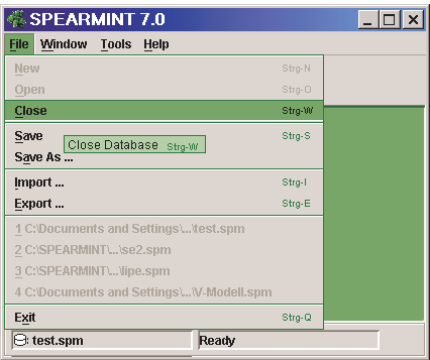 SPEARMINT 7.0
File Window Tools Help
New Strg-N
Open Strg-O
Close Strg-W
Save Strg-S
Close Database Strg-W
Save As ...
Import ... Strg-I
Export ... Strg-E
1 C:\Documents and Settings\...\test.spm
2 C:\SPEARMINT\...\se2.spm
3 C:\SPEARMINT\...\lipe.spm
4 C:\Documents and Settings\...\V-Modell.spm
Exit Strg-Q
test.spm Ready